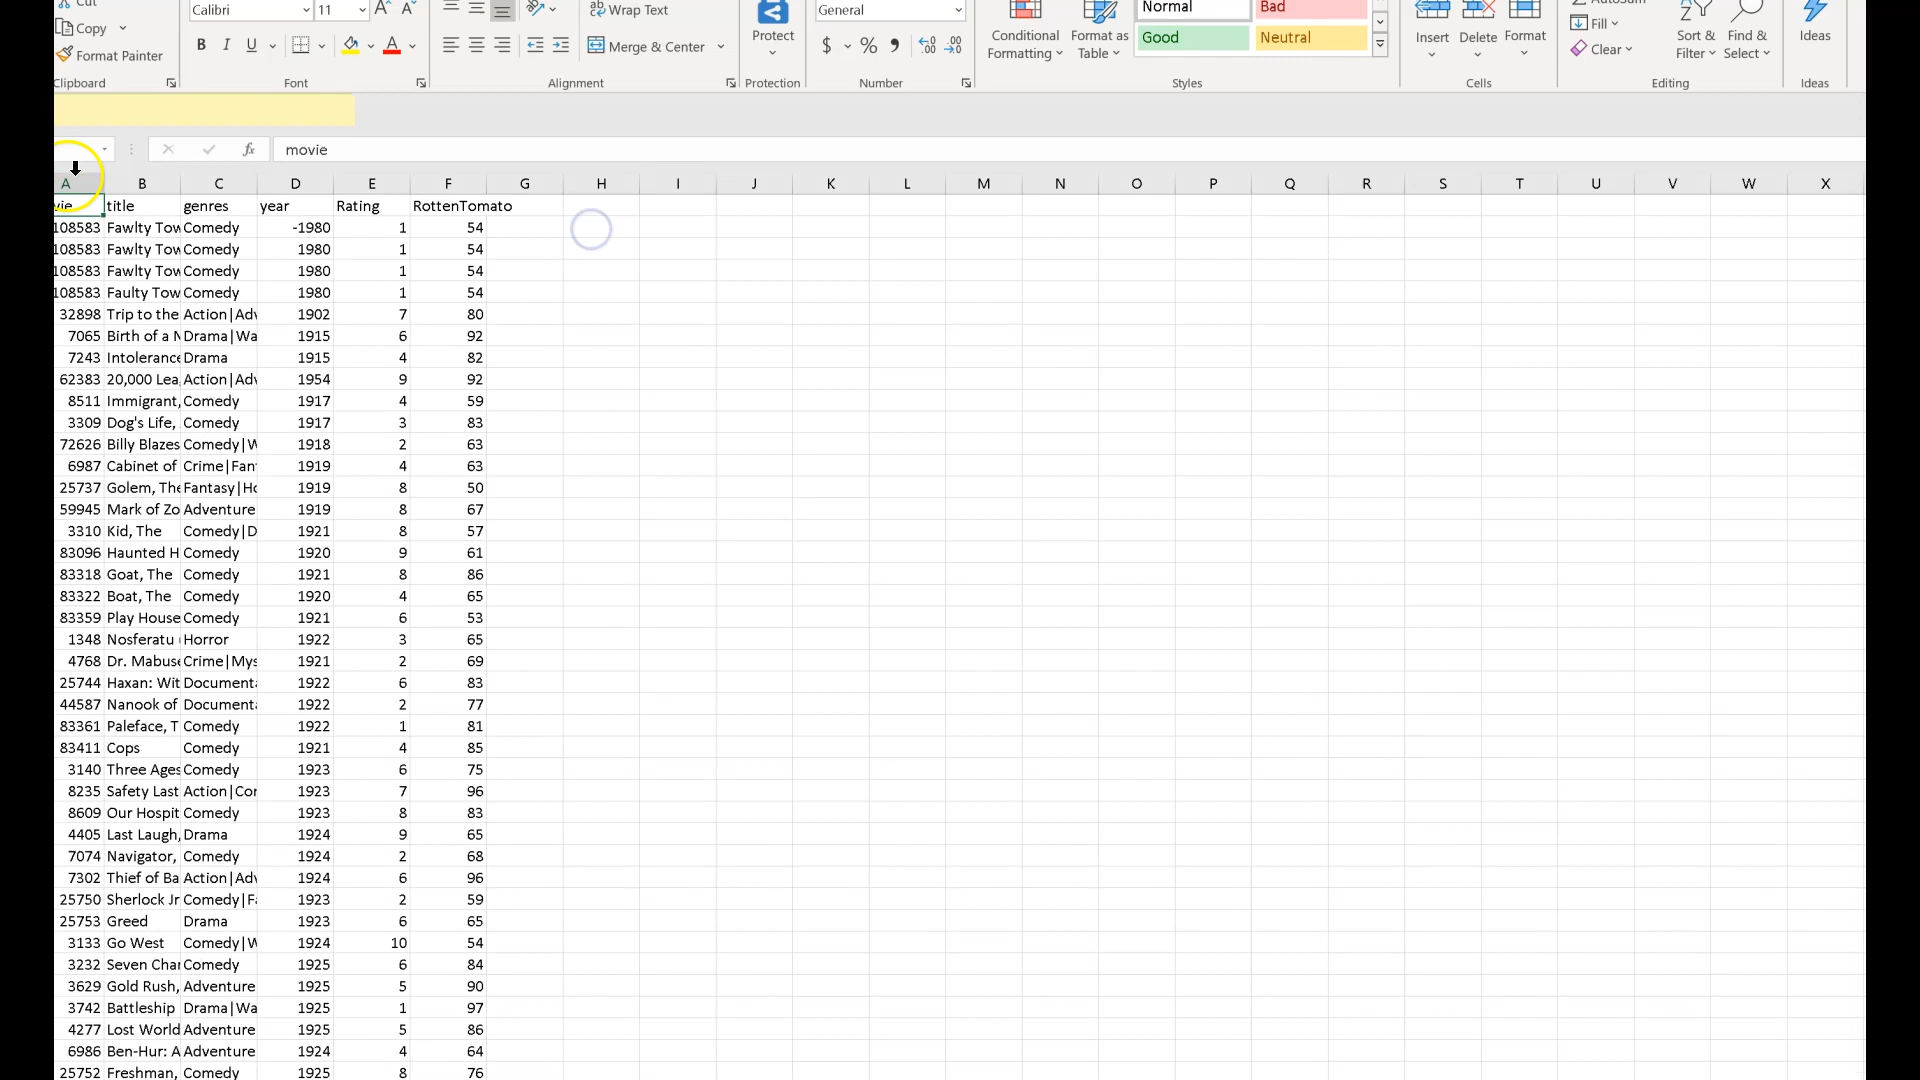 Cut Calibri 11 Wrap Text General Normal Bad AutoSum
Copy Fill
Format Painter B I U Merge & Center $ % Protect Conditional Formatting Format as Table Good Neutral Insert Delete Format Clear Sort & Filter Find & Select Ideas
Clipboard Font Alignment Protection Number Styles Cells Editing Ideas
fx movie
A B C D E F G H I J K L M N O P Q R S T U V W X
vie title genres year Rating RottenTomato
108583 Fawlty Tow Comedy -1980 1 54
108583 Fawlty Tow Comedy 1980 1 54
108583 Fawlty Tow Comedy 1980 1 54
108583 Faulty Tow Comedy 1980 1 54
32898 Trip to the Action|Adv 1902 7 80
7065 Birth of a N Drama|Wa 1915 6 92
7243 Intolerance Drama 1915 4 82
62383 20,000 Lea Action|Adv 1954 9 92
8511 Immigrant, Comedy 1917 4 59
3309 Dog's Life, Comedy 1917 3 83
72626 Billy Blazes Comedy|W 1918 2 63
6987 Cabinet of Crime|Fan 1919 4 63
25737 Golem, The Fantasy|Ho 1919 8 50
59945 Mark of Zo Adventure 1919 8 67
3310 Kid, The Comedy|D 1921 8 57
83096 Haunted H Comedy 1920 9 61
83318 Goat, The Comedy 1921 8 86
83322 Boat, The Comedy 1920 4 65
83359 Play House Comedy 1921 6 53
1348 Nosferatu Horror 1922 3 65
4768 Dr. Mabuse Crime|Mys 1921 2 69
25744 Haxan: Wit Documenta 1922 6 83
44587 Nanook of Documenta 1922 2 77
83361 Paleface, T Comedy 1922 1 81
83411 Cops Comedy 1921 4 85
3140 Three Ages Comedy 1923 6 75
8235 Safety Last Action|Cor 1923 7 96
8609 Our Hospit Comedy 1923 8 83
4405 Last Laugh, Drama 1924 9 65
7074 Navigator, Comedy 1924 2 68
7302 Thief of Ba Action|Adv 1924 6 96
25750 Sherlock Jr Comedy|Fa 1923 2 59
25753 Greed Drama 1923 6 65
3133 Go West Comedy|W 1924 10 54
3232 Seven Cha Comedy 1925 6 84
3629 Gold Rush, Adventure 1925 5 90
3742 Battleship Drama|Wa 1925 1 97
4277 Lost World Adventure 1925 5 86
6986 Ben-Hur: A Adventure 1924 4 64
25752 Freshman, Comedy 1925 8 76